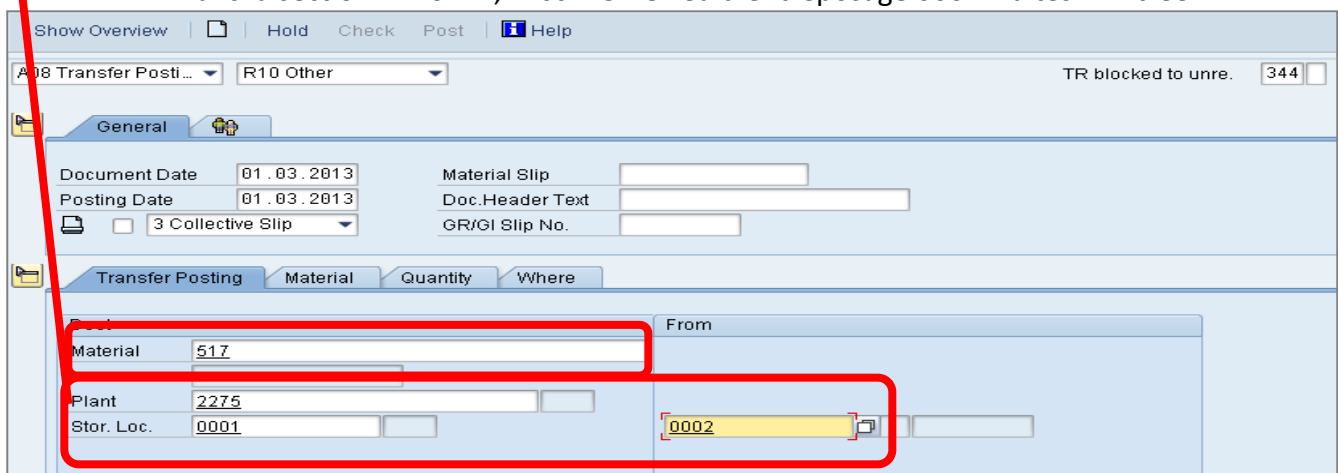 Show Overview Hold Check Post Help
A08 Transfer Posti... R10 Other TR blocked to unre. 344
General
Document Date 01.03.2013 Material Slip
Posting Date 01.03.2013 Doc.Header Text
3 Collective Slip GR/GI Slip No.
Transfer Posting Material Quantity Where
From
Material 517
Plant 2275
Stor. Loc. 0001 0002